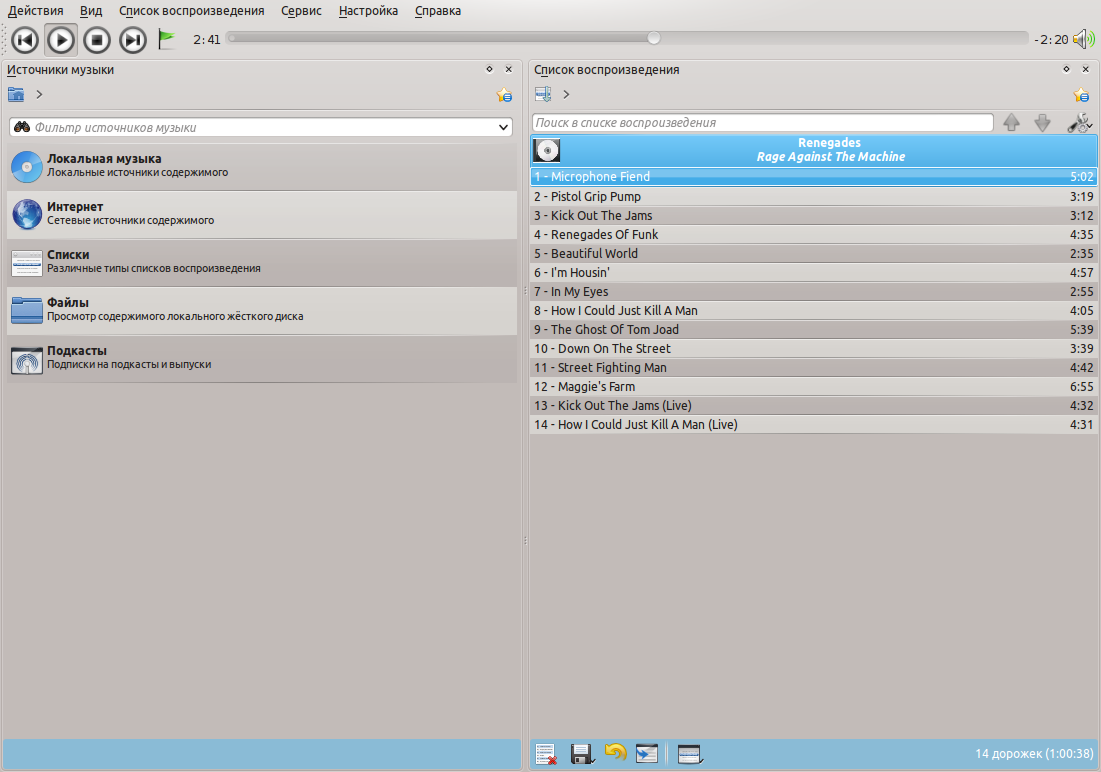 Действия Вид Список воспроизведения Сервис Настройка Справка
2:41 -2:20
Источники музыки
Фильтр источников музыки
Локальная музыка
Локальные источники содержимого
Интернет
Сетевые источники содержимого
Списки
Различные типы списков воспроизведения
Файлы
Просмотр содержимого локального жёсткого диска
Подкасты
Подписки на подкасты и выпуски
Список воспроизведения
Поиск в списке воспроизведения
Renegades
Rage Against The Machine
1 - Microphone Fiend 5:02
2 - Pistol Grip Pump 3:19
3 - Kick Out The Jams 3:12
4 - Renegades Of Funk 4:35
5 - Beautiful World 2:35
6 - I'm Housin' 4:57
7 - In My Eyes 2:55
8 - How I Could Just Kill A Man 4:05
9 - The Ghost Of Tom Joad 5:39
10 - Down On The Street 3:39
11 - Street Fighting Man 4:42
12 - Maggie's Farm 6:55
13 - Kick Out The Jams (Live) 4:32
14 - How I Could Just Kill A Man (Live) 4:31
14 дорожек (1:00:38)